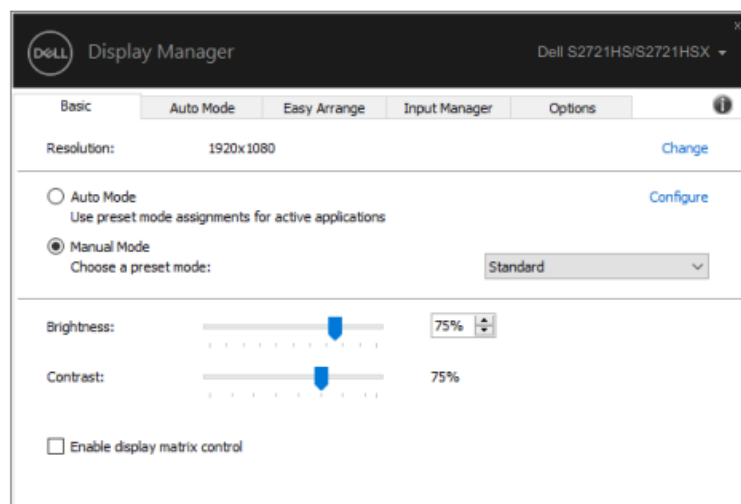 DELL Display Manager Dell S2721HS/S2721HSX
Basic Auto Mode Easy Arrange Input Manager Options
Resolution: 1920x1080 Change
Auto Mode Configure
Use preset mode assignments for active applications
Manual Mode
Choose a preset mode: Standard
Brightness: 75%
Contrast: 75%
Enable display matrix control